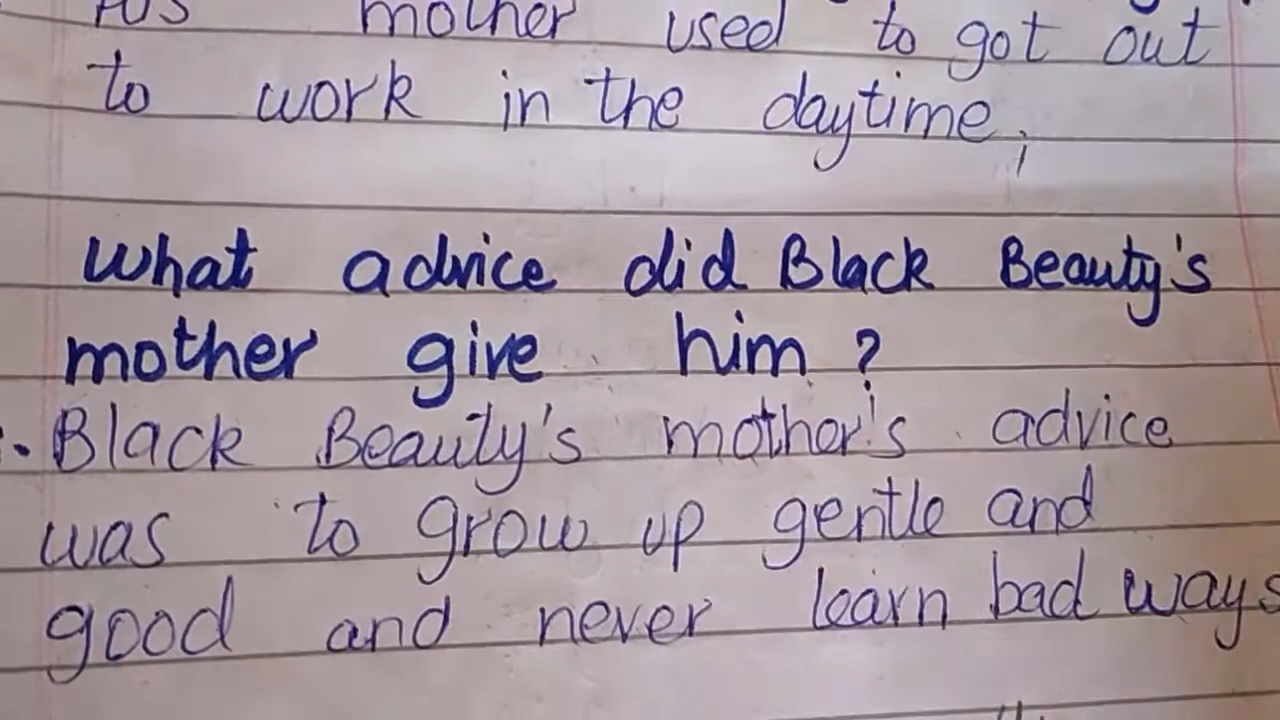 mother used to got out
to work in the daytime,
What advice did Black Beauty's
mother give him?
Black Beauty's mother's advice
was to grow up gentle and
good and never learn bad ways